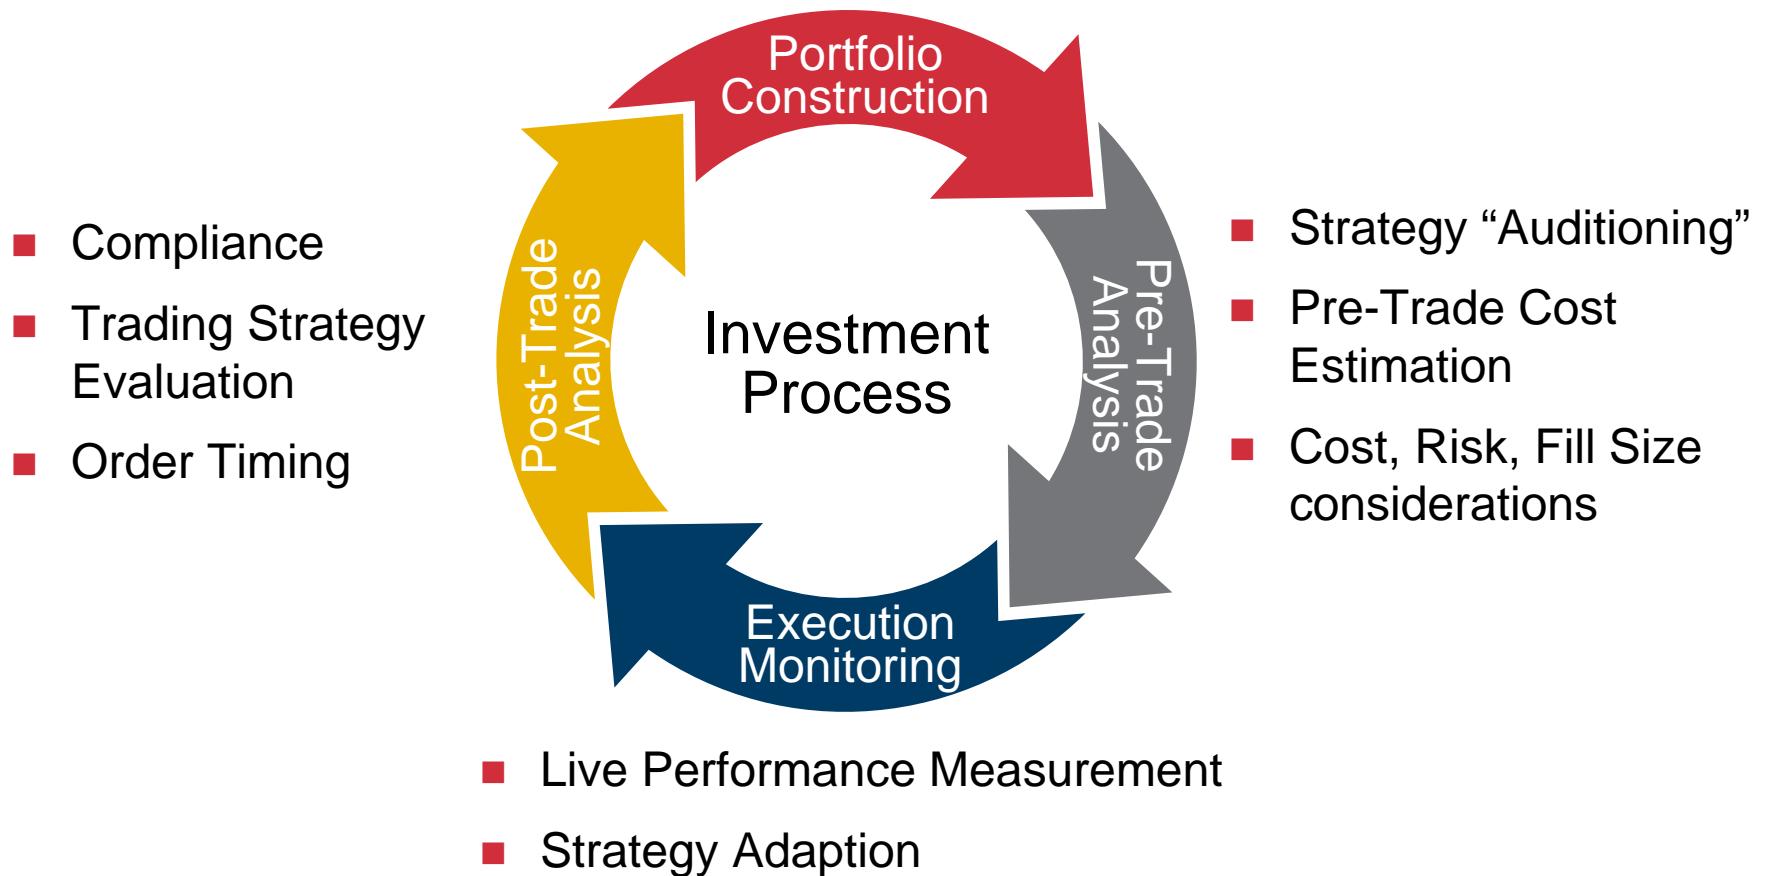 Portfolio
Construction
Pre-Trade
Analysis
Execution
Monitoring
Post-Trade
Analysis
Investment
Process
Compliance
Trading Strategy
Evaluation
Order Timing
Strategy “Auditioning”
Pre-Trade Cost
Estimation
Cost, Risk, Fill Size
considerations
Live Performance Measurement
Strategy Adaption